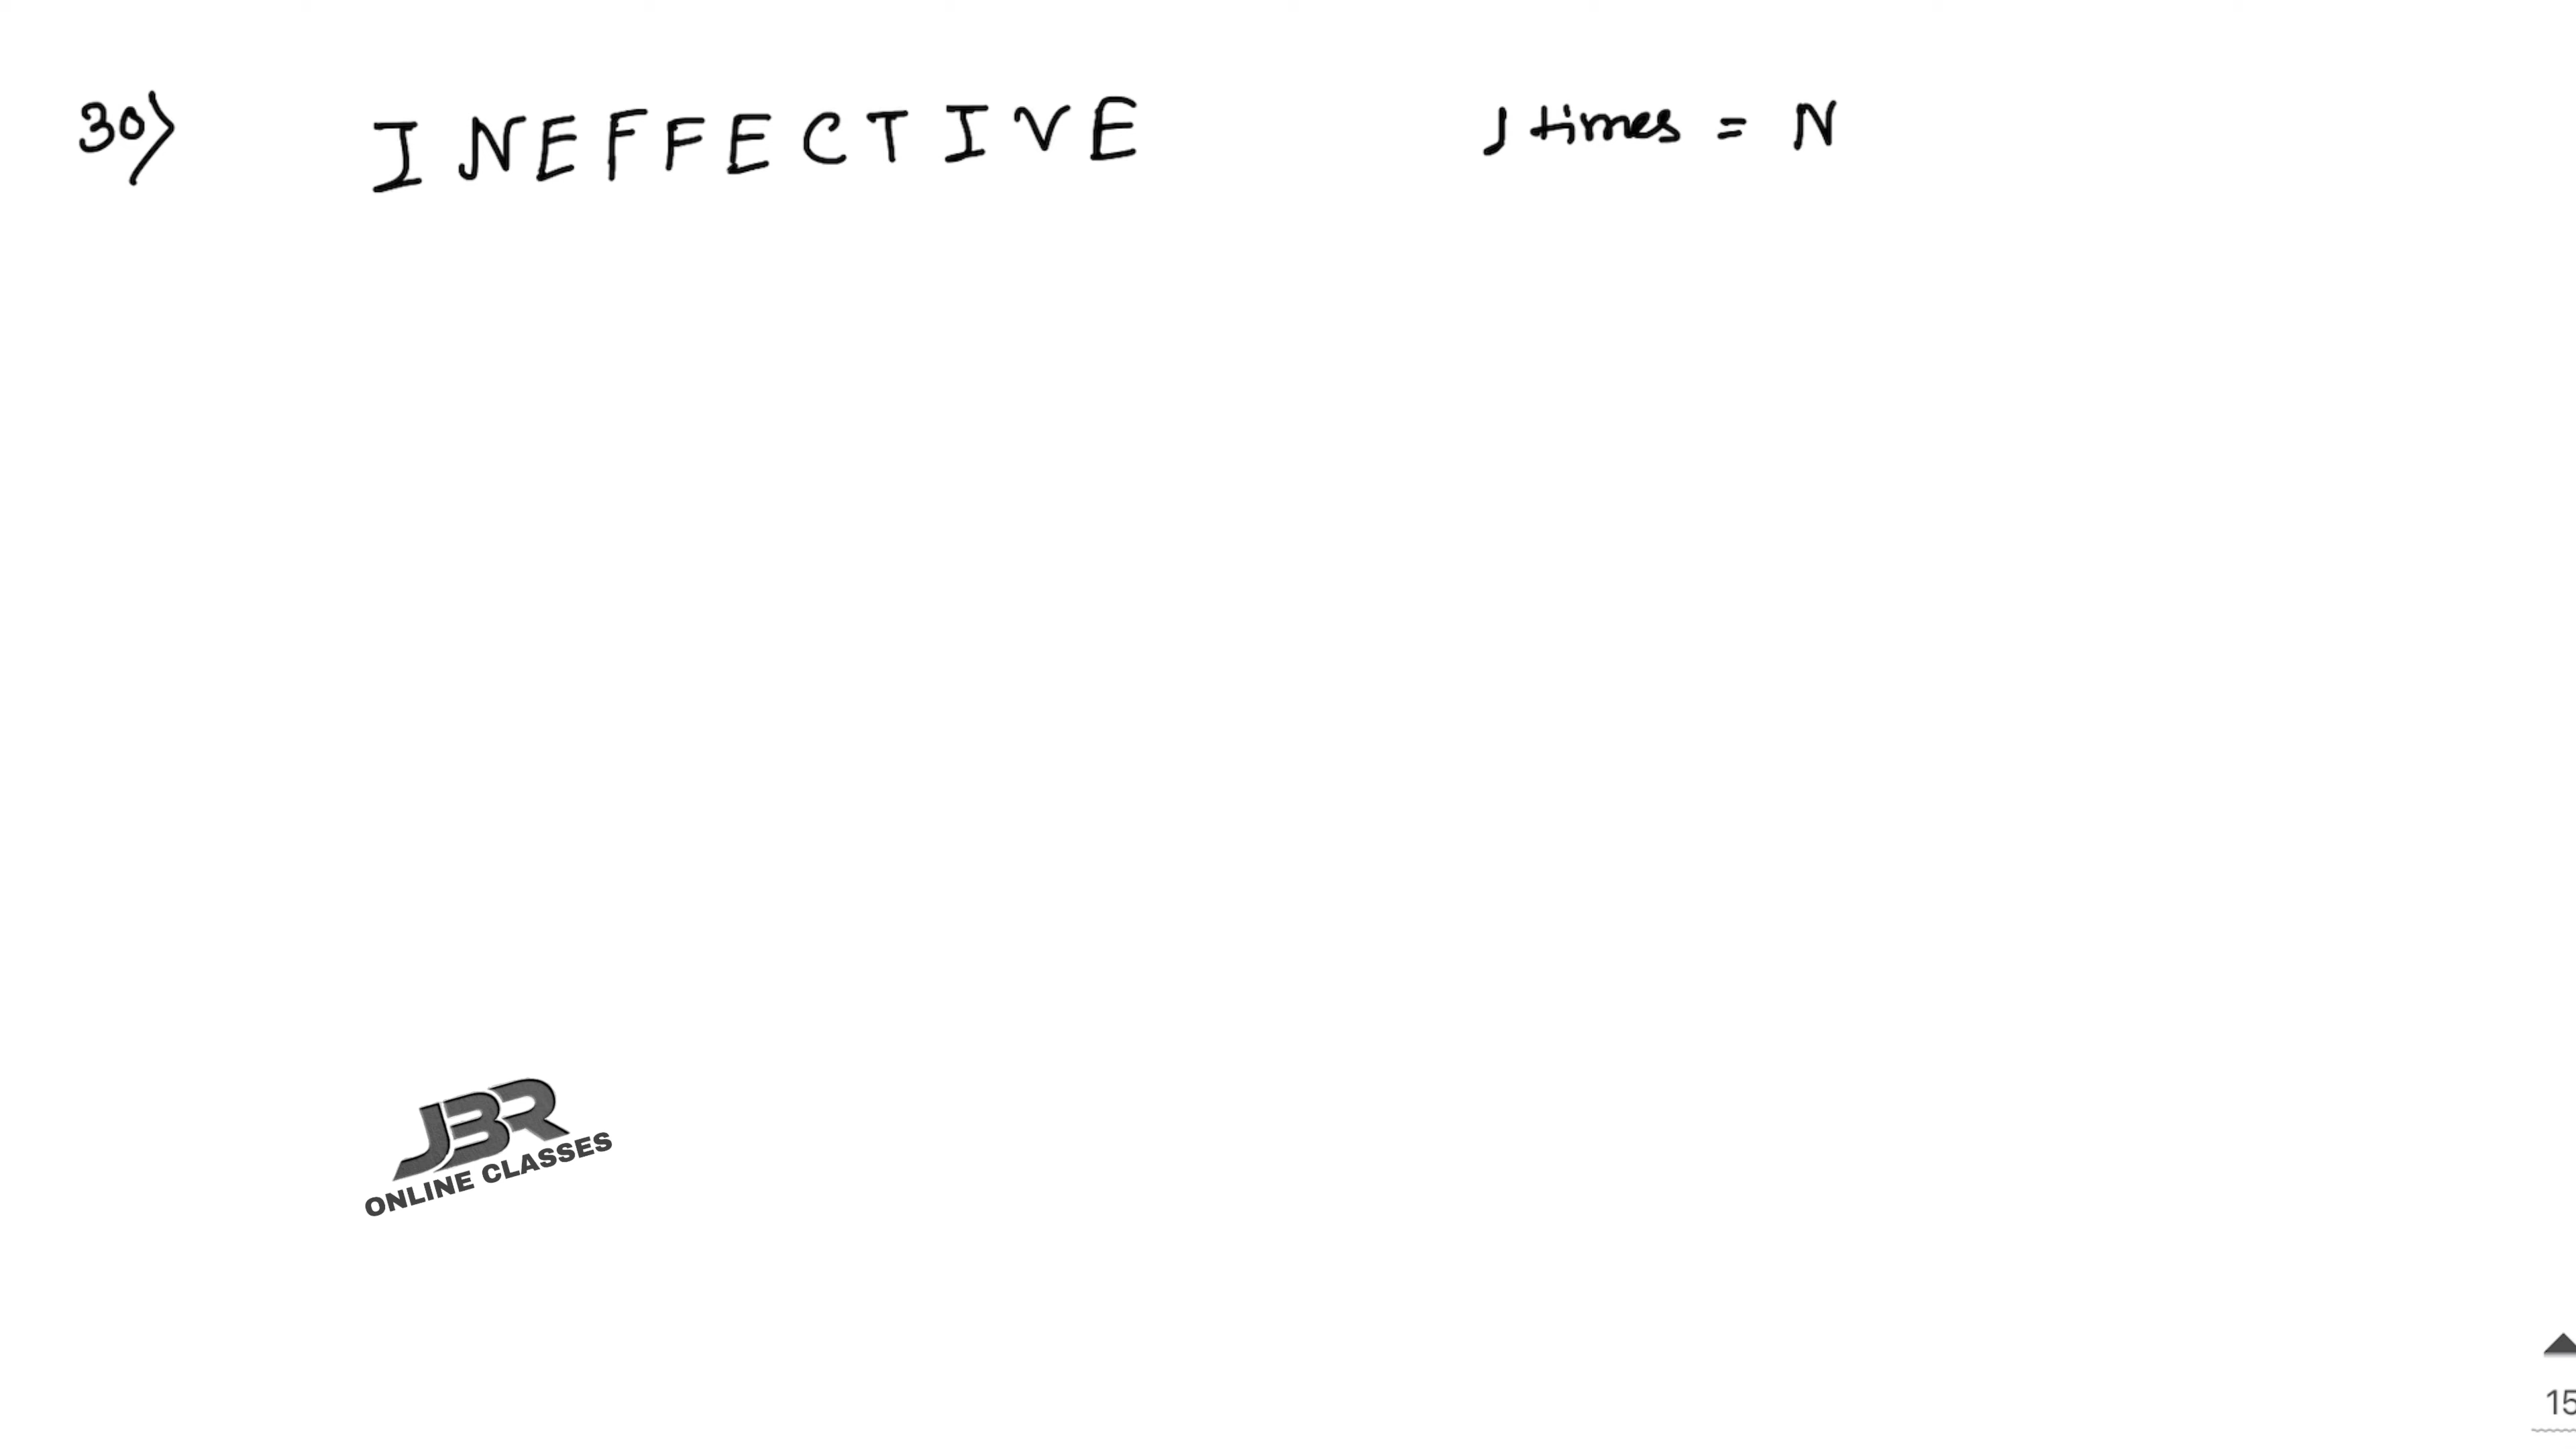 30) INEFFECTIVE 1 times = N
JBR
ONLINE CLASSES
15